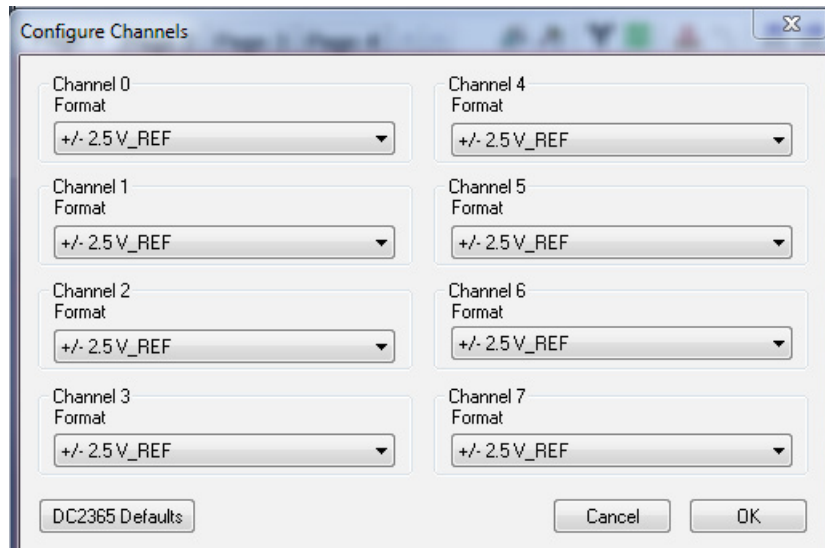 Configure Channels
Channel 0
Format
+/- 2.5 V_REF
Channel 1
Format
+/- 2.5 V_REF
Channel 2
Format
+/- 2.5 V_REF
Channel 3
Format
+/- 2.5 V_REF
Channel 4
Format
+/- 2.5 V_REF
Channel 5
Format
+/- 2.5 V_REF
Channel 6
Format
+/- 2.5 V_REF
Channel 7
Format
+/- 2.5 V_REF
DC2365 Defaults
Cancel
OK